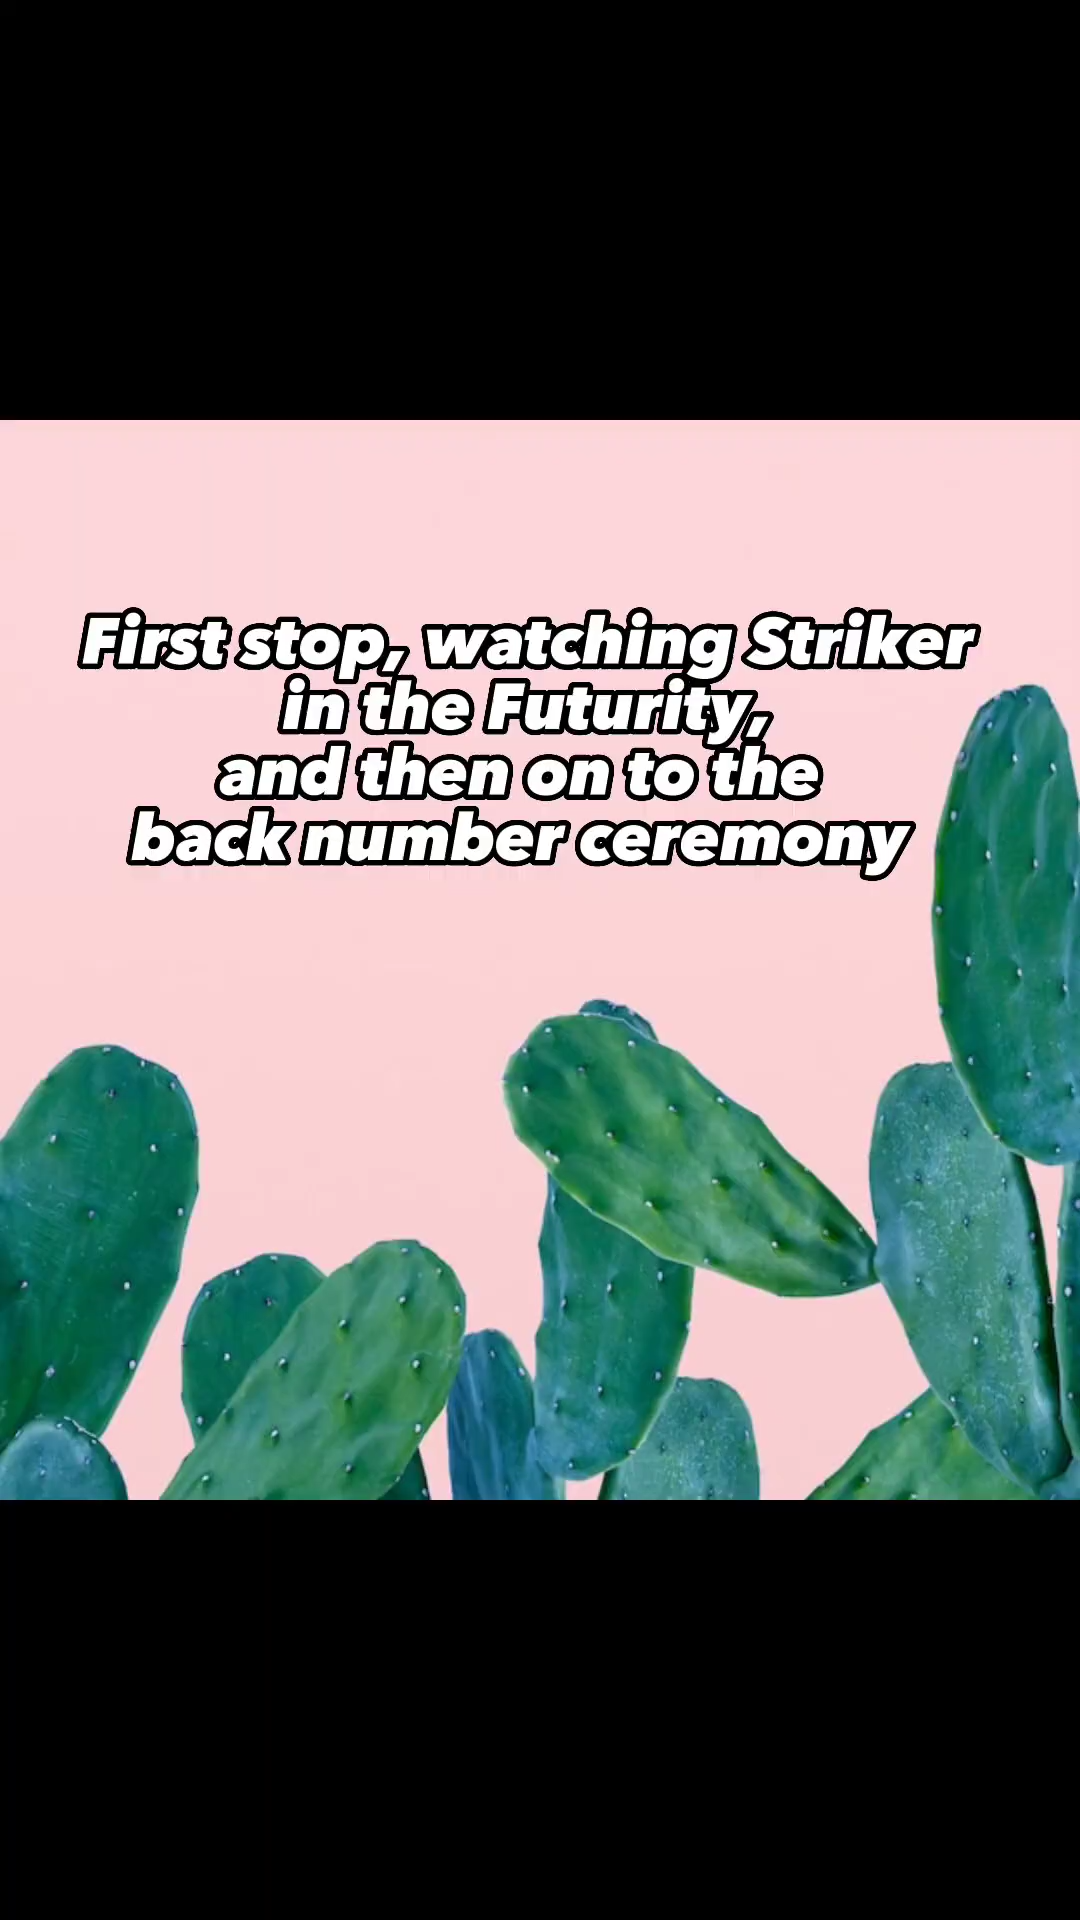 First stop, watching Striker
in the Futurity,
and then on to the
back number ceremony